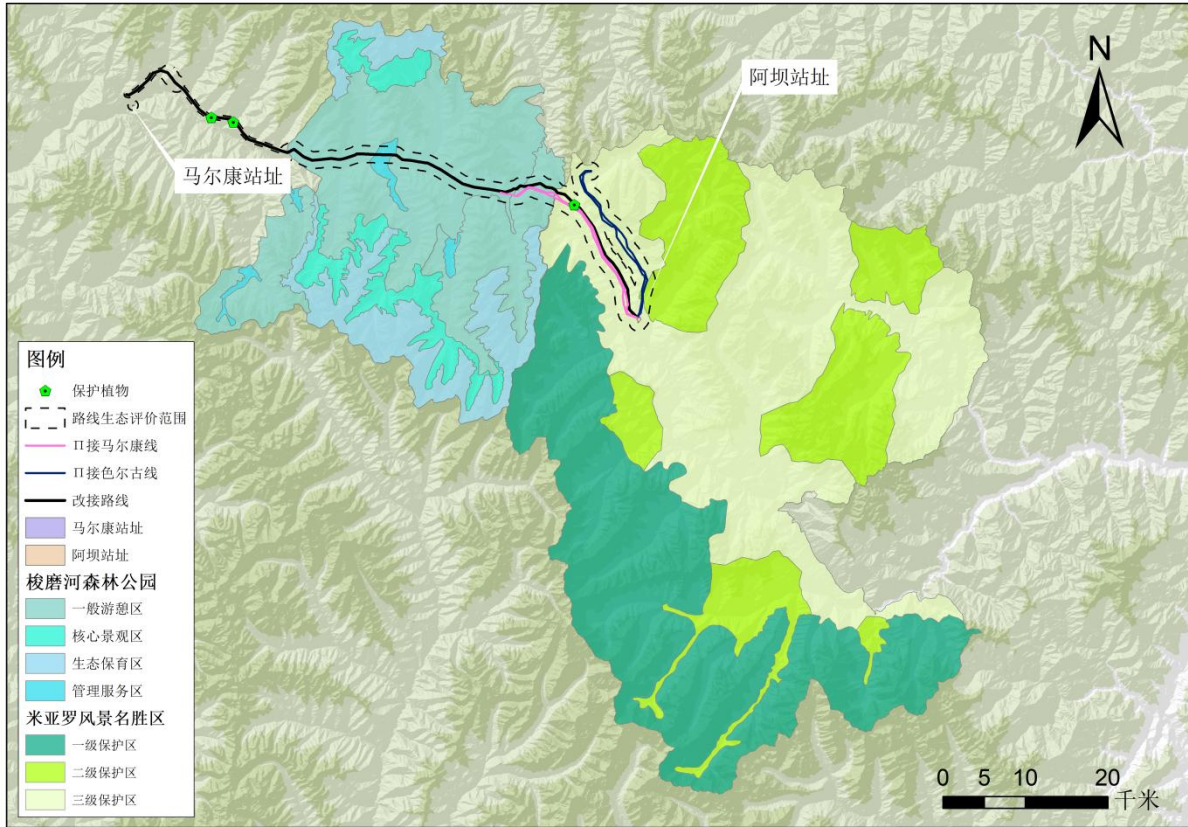 N
阿坝站址
马尔康站址
图例
保护植物
路线生态评价范围
π接马尔康线
π接色尔古线
改接路线
马尔康站址
阿坝站址
梭磨河森林公园
一般游憩区
核心景观区
生态保育区
管理服务区
米亚罗风景名胜区
一级保护区
二级保护区
三级保护区
0 5 10 20
千米